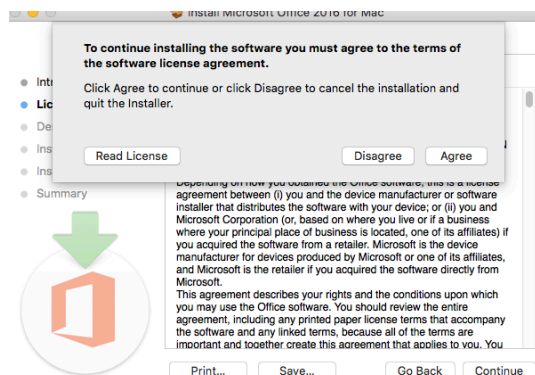 Install Microsoft Office 2016 for Mac
To continue installing the software you must agree to the terms of
the software license agreement.
Click Agree to continue or click Disagree to cancel the installation and
quit the Installer.
Read License
Disagree
Agree
Int
Lic
De
Ins
Ins
Summary
Depending on how you obtained the Office software, this is a license
agreement between (i) you and the device manufacturer or software
installer that distributes the software with your device; or (ii) you and
Microsoft Corporation (or, based on where you live or if a business
where your principal place of business is located, one of its affiliates) if
you acquired the software from a retailer. Microsoft is the device
manufacturer for devices produced by Microsoft or one of its affiliates,
and Microsoft is the retailer if you acquired the software directly from
Microsoft.
This agreement describes your rights and the conditions upon which
you may use the Office software. You should review the entire
agreement, including any printed paper license terms that accompany
the software and any linked terms, because all of the terms are
important and together create this agreement that applies to you. You
Print...
Save...
Go Back
Continue